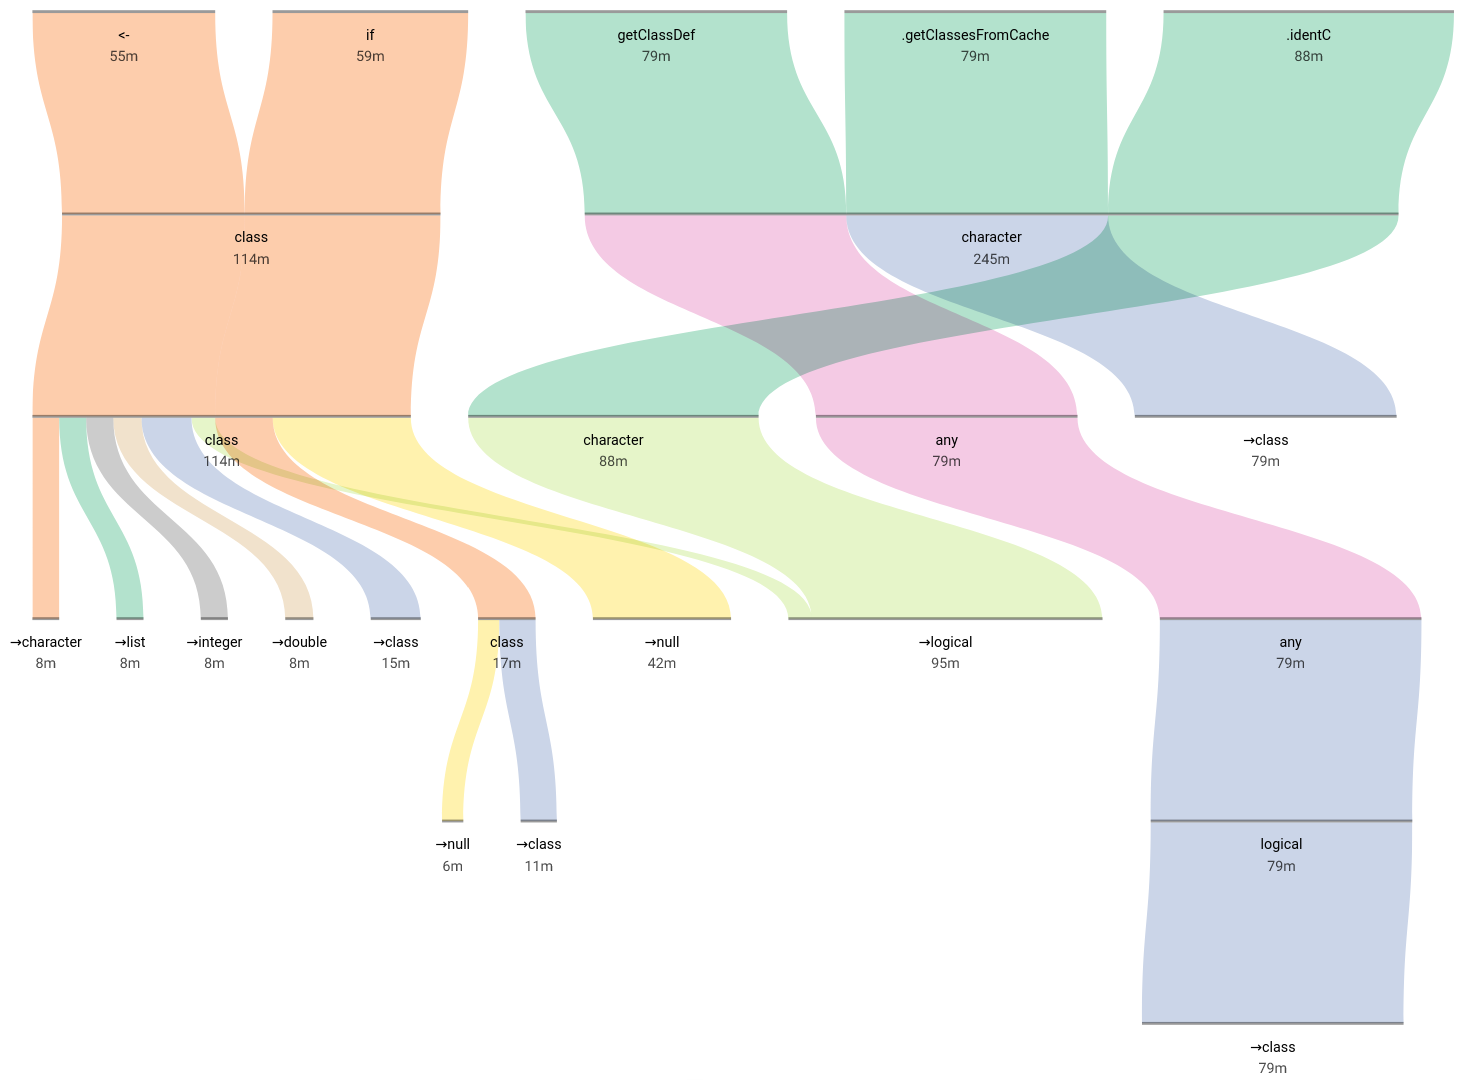 <-
55m
if
59m
getClassDef
79m
.getClassesFromCache
79m
.identC
88m
class
114m
character
245m
class
114m
character
88m
any
79m
→class
79m
→character
8m
→list
8m
→integer
8m
→double
8m
→class
15m
class
17m
→null
42m
→logical
95m
any
79m
→null
6m
→class
11m
logical
79m
→class
79m